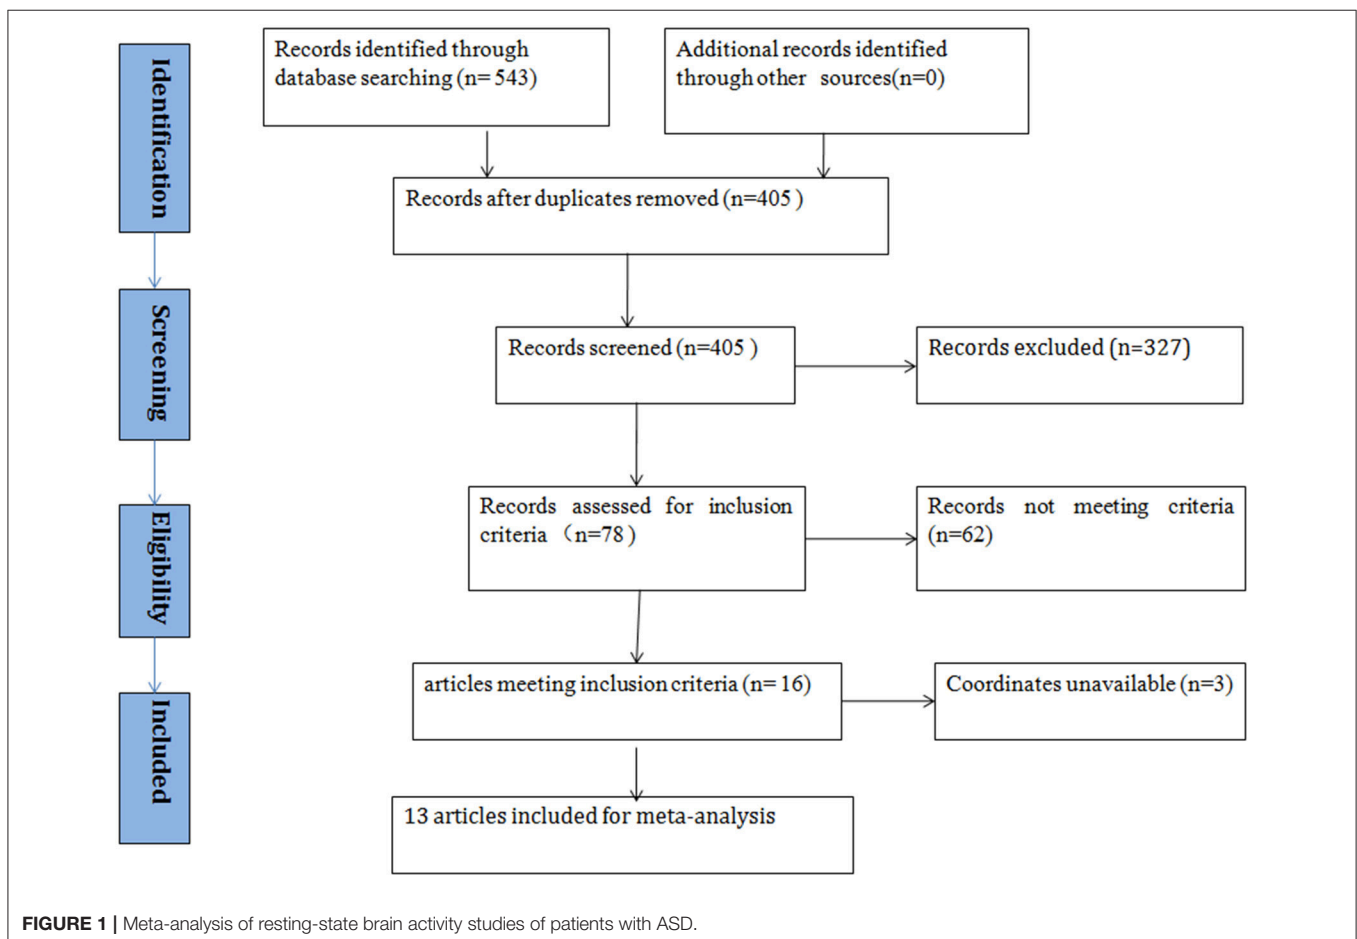 Identification
Records identified through
database searching (n= 543)
Additional records identified
through other sources(n=0)
Records after duplicates removed (n=405 )
Screening
Records screened (n=405 )
Records excluded (n=327)
Eligibility
Records assessed for inclusion
criteria（n=78 )
Records not meeting criteria
(n=62)
Included
articles meeting inclusion criteria (n= 16)
Coordinates unavailable (n=3)
13 articles included for meta-analysis
FIGURE 1 | Meta-analysis of resting-state brain activity studies of patients with ASD.